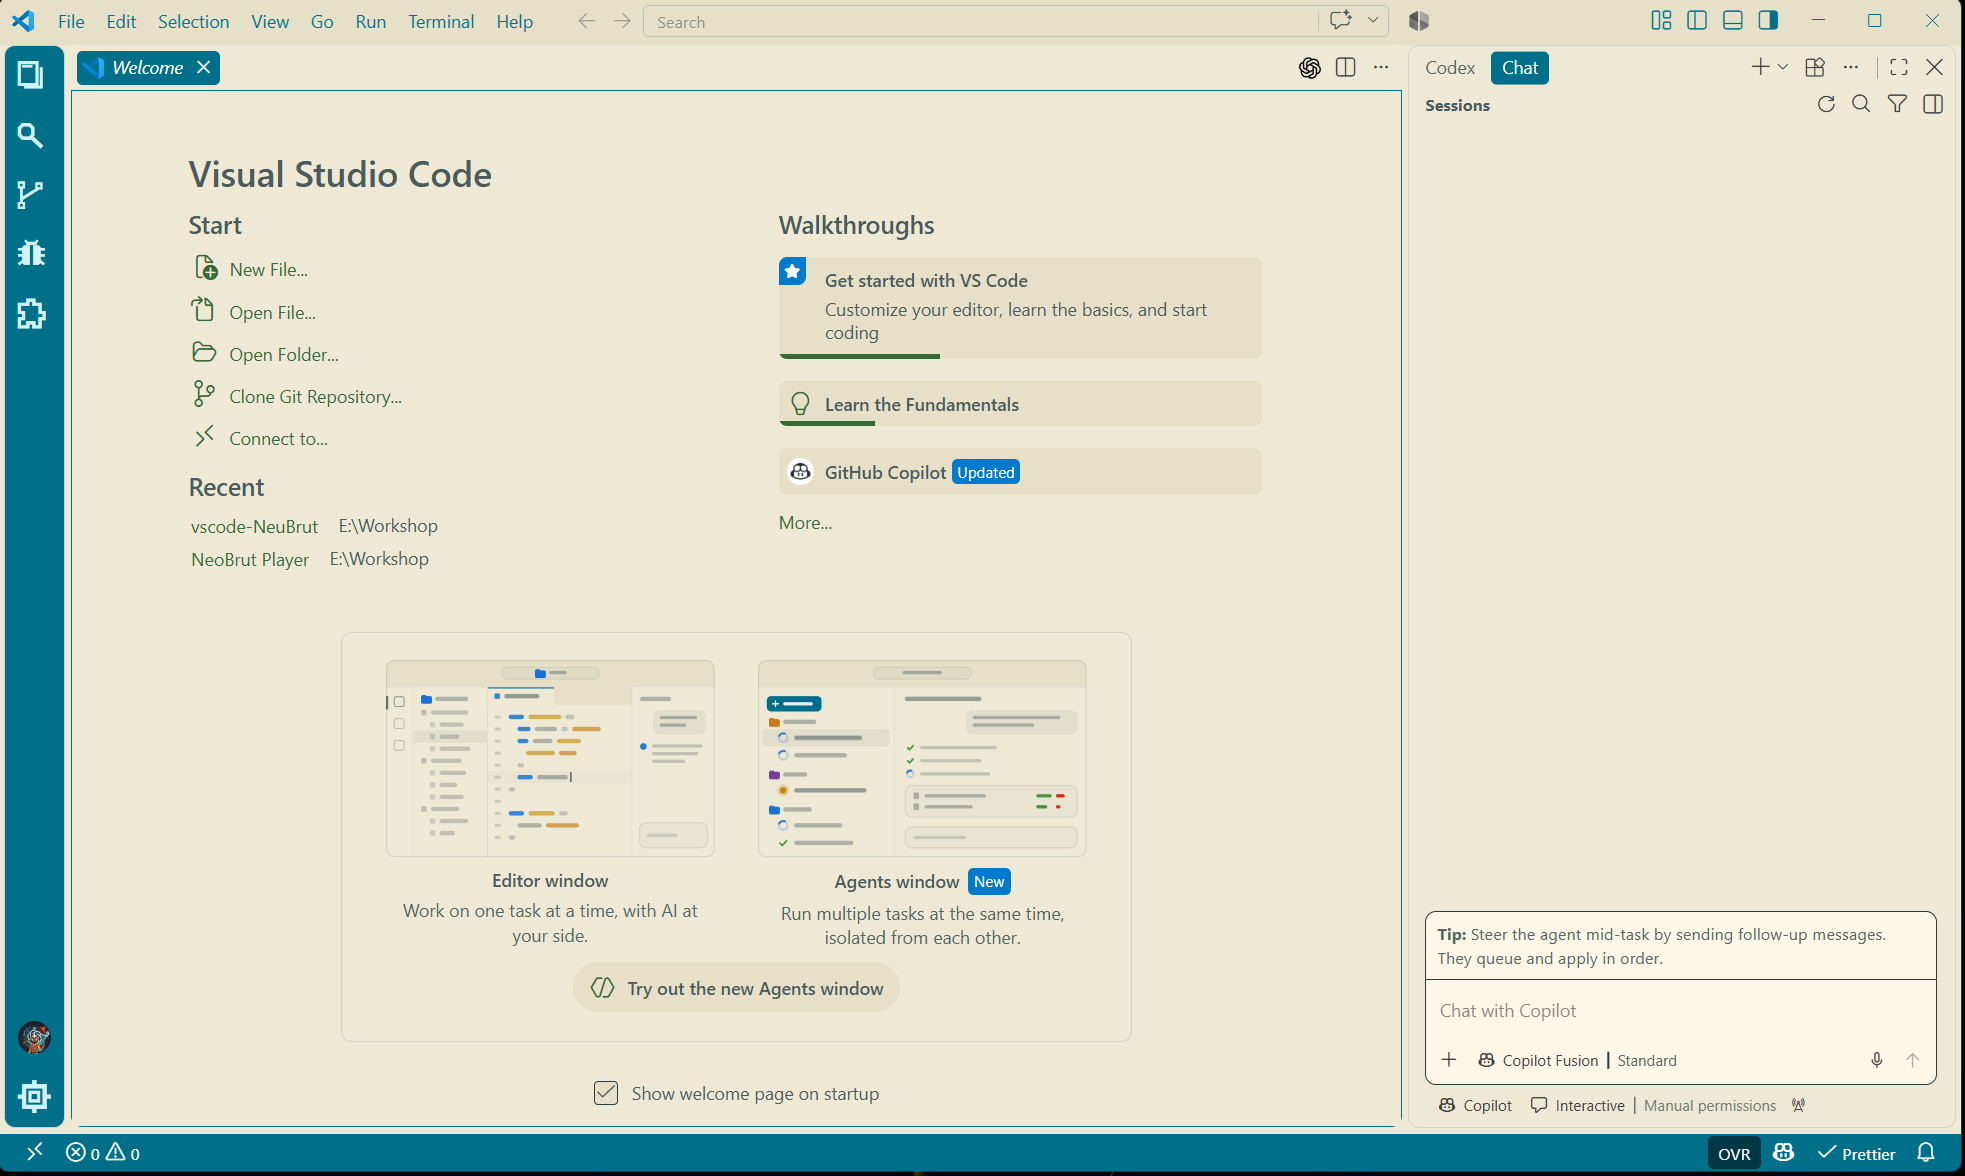 File Edit Selection View Go Run Terminal Help
Search
Welcome
Codex Chat
Sessions
Visual Studio Code
Start
New File...
Open File...
Open Folder...
Clone Git Repository...
Connect to...
Recent
vscode-NeuBrut E:\Workshop
NeoBrut Player E:\Workshop
Walkthroughs
Get started with VS Code
Customize your editor, learn the basics, and start
coding
Learn the Fundamentals
GitHub Copilot Updated
More...
Editor window
Work on one task at a time, with AI at
your side.
Agents window New
Run multiple tasks at the same time,
isolated from each other.
Try out the new Agents window
Show welcome page on startup
Tip: Steer the agent mid-task by sending follow-up messages.
They queue and apply in order.
Chat with Copilot
Copilot Fusion | Standard
Copilot Interactive | Manual permissions
0 0
OVR Prettier